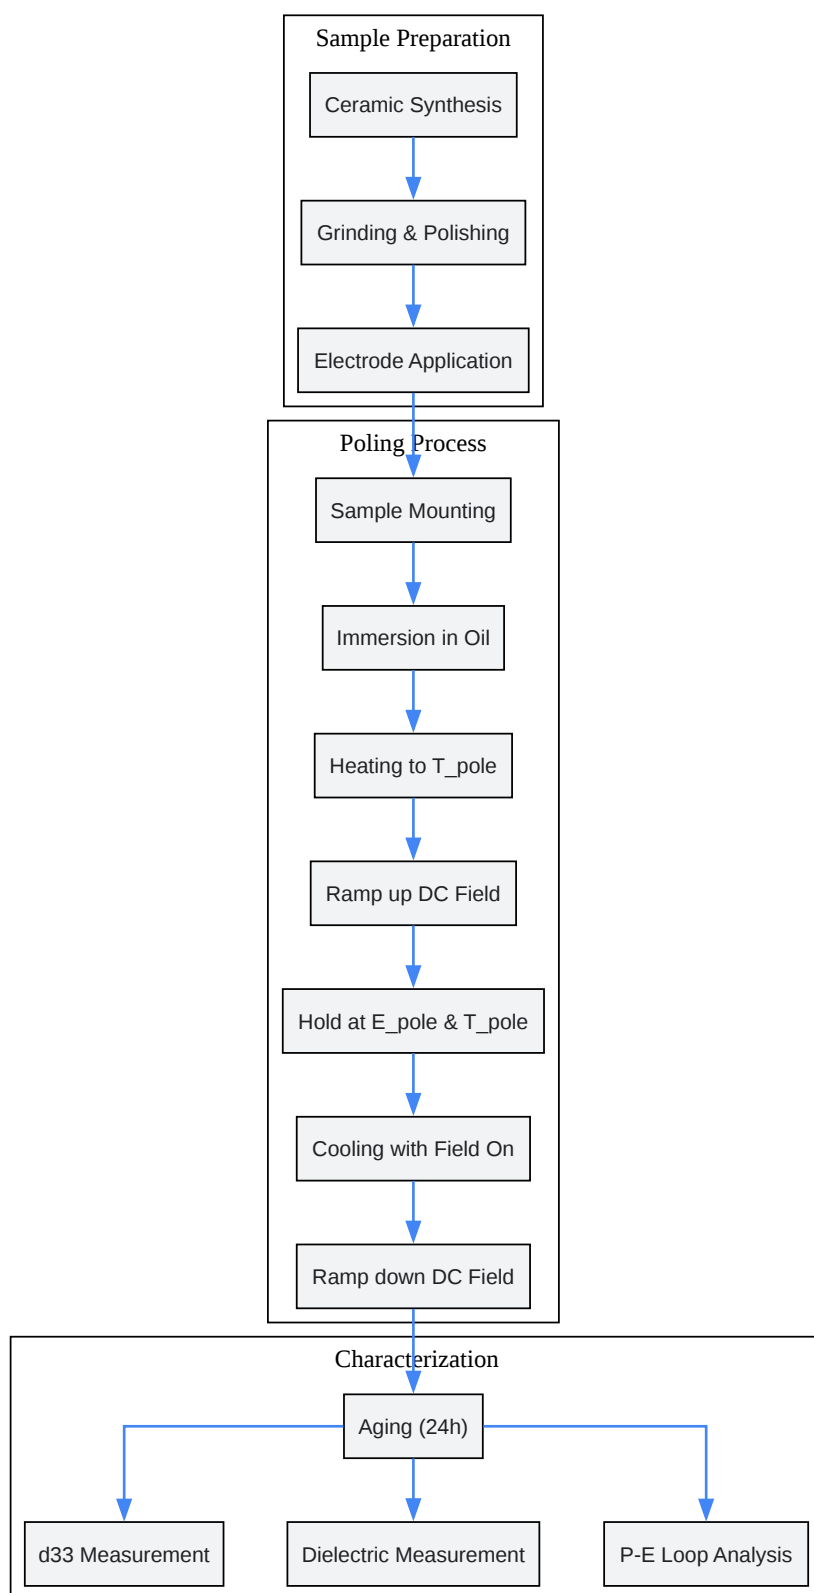 Sample Preparation
Ceramic Synthesis
Grinding & Polishing
Electrode Application
Poling Process
Sample Mounting
Immersion in Oil
Heating to T_pole
Ramp up DC Field
Hold at E_pole & T_pole
Cooling with Field On
Ramp down DC Field
Characterization
Aging (24h)
d33 Measurement
Dielectric Measurement
P-E Loop Analysis